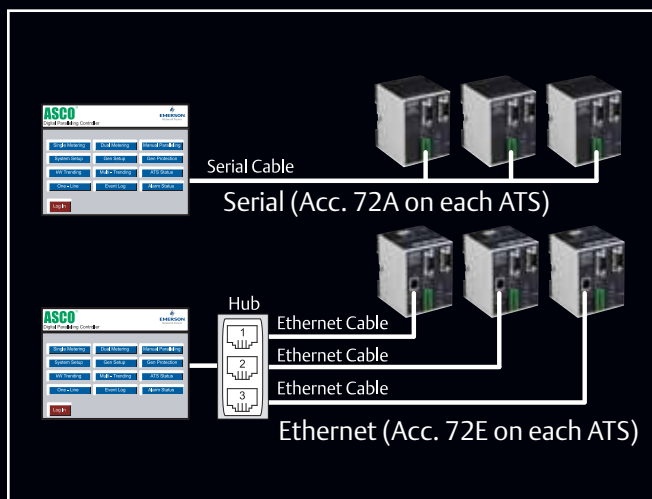 ASCO
EMERSON
Digital Paralleling Controller
Single Metering Dual Metering Manual Paralleling
System Setup Gen Setup Gen Protection
kW Trending Multi - Trending ATS Status
One - Line Event Log Alarm Status
Log In
Serial Cable
Serial (Acc. 72A on each ATS)
ASCO
EMERSON
Digital Paralleling Controller
Single Metering Dual Metering Manual Paralleling
System Setup Gen Setup Gen Protection
kW Trending Multi - Trending ATS Status
One - Line Event Log Alarm Status
Log In
Hub
1
2
3
Ethernet Cable
Ethernet Cable
Ethernet Cable
Ethernet (Acc. 72E on each ATS)